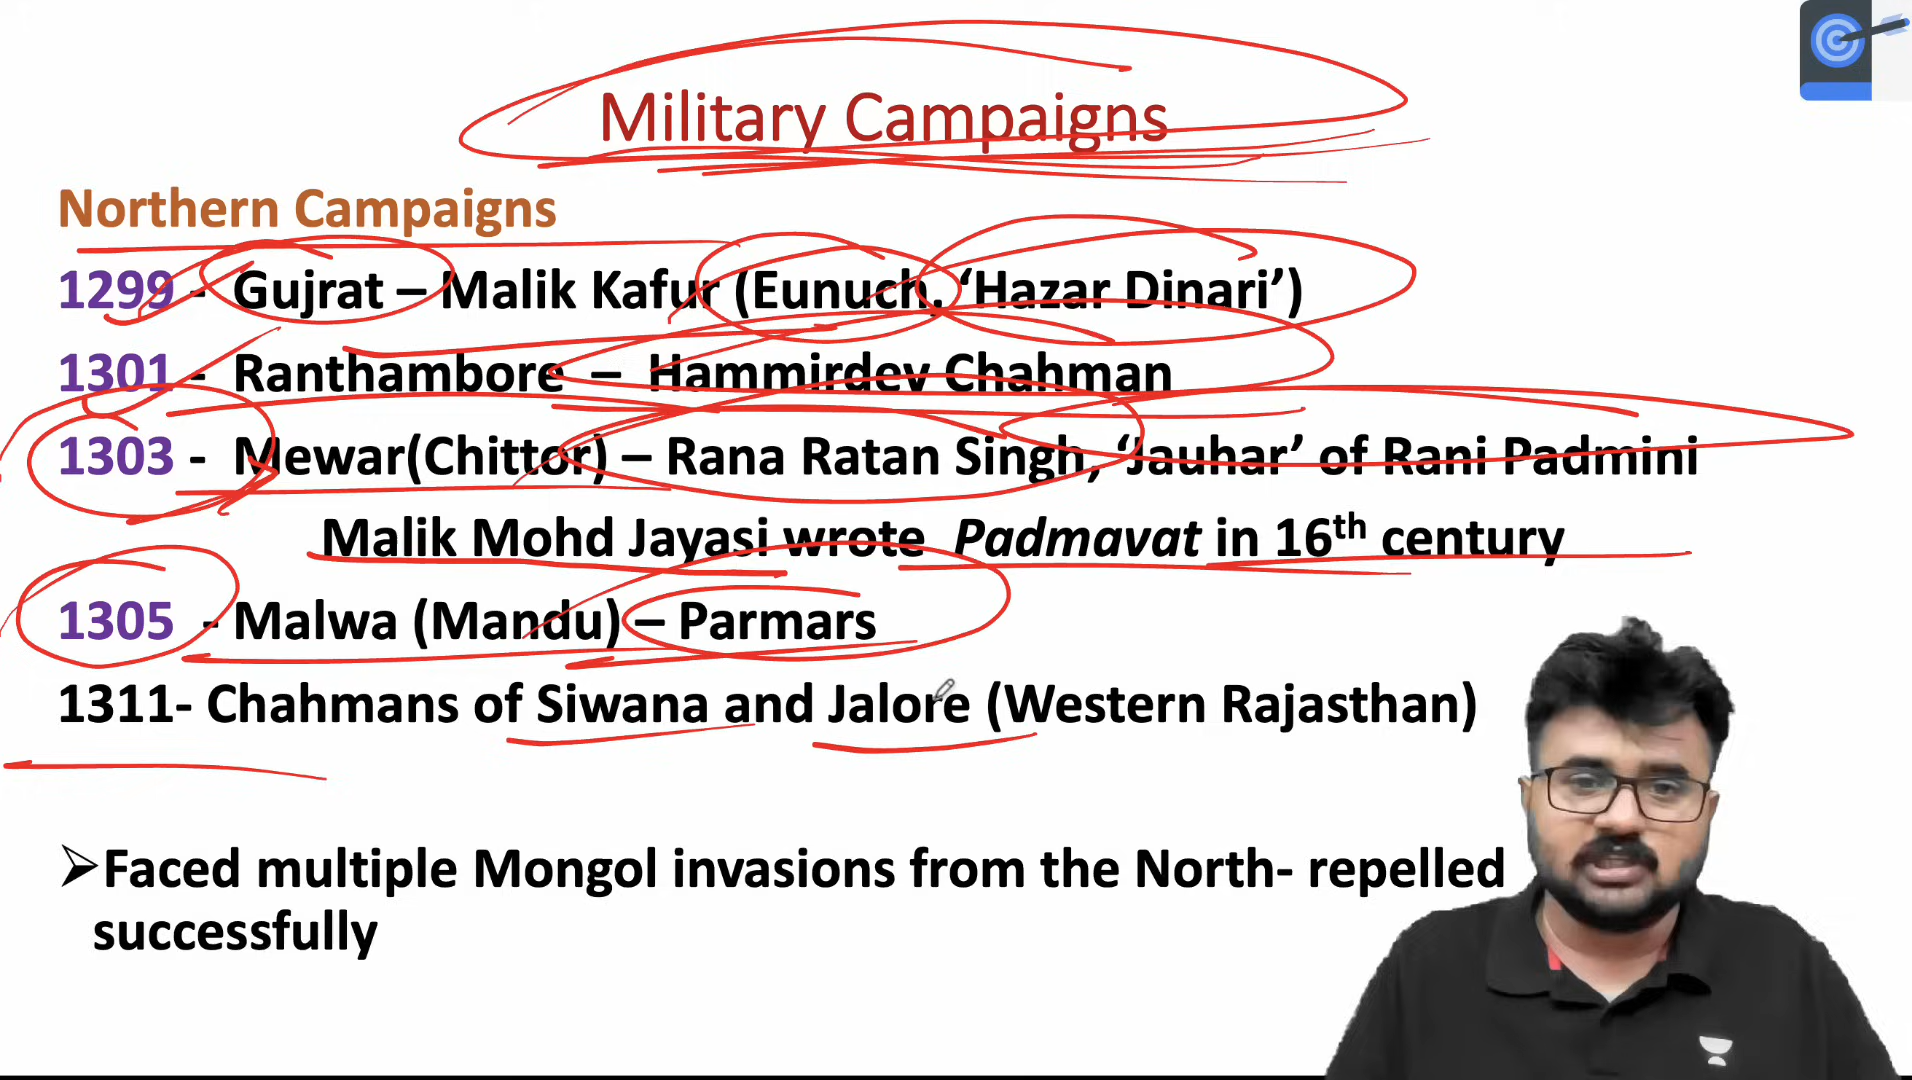 Military Campaigns
Northern Campaigns
1299 - Gujrat – Malik Kafur (Eunuch, ‘Hazar Dinari’)
1301 - Ranthambore – Hammirdev Chahman
1303 - Mewar(Chittor) – Rana Ratan Singh, ‘Jauhar’ of Rani Padmini
Malik Mohd Jayasi wrote Padmavat in 16th century
1305 - Malwa (Mandu) – Parmars
1311- Chahmans of Siwana and Jalore (Western Rajasthan)
➢Faced multiple Mongol invasions from the North- repelled
successfully